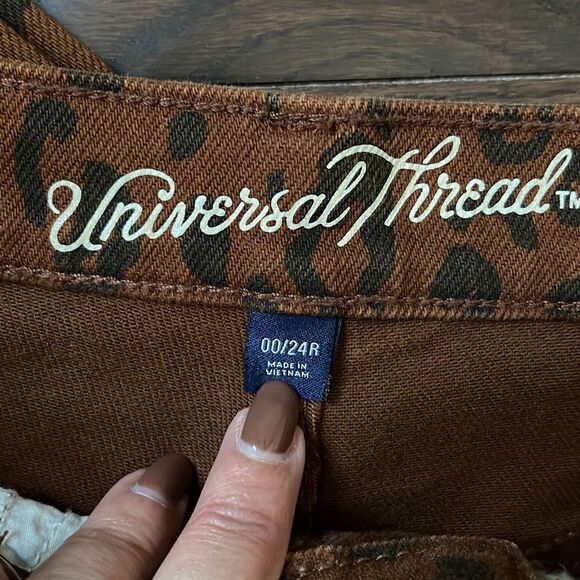 Universal Thread™
00/24R
MADE IN
VIETNAM